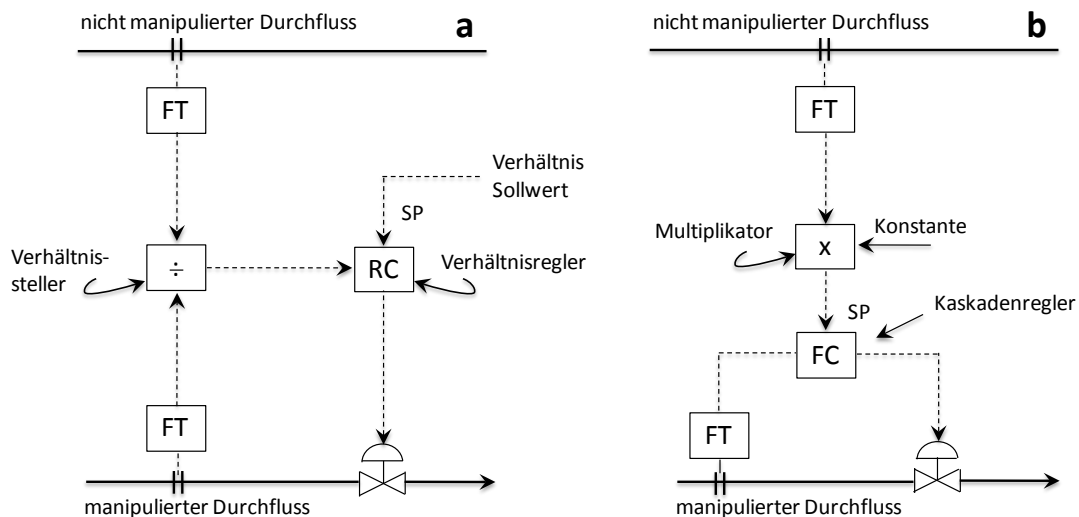 nicht manipulierter Durchfluss
a
FT
Verhältnis
Sollwert
SP
Verhältnis-
steller
÷
RC
Verhältnisregler
FT
manipulierter Durchfluss
nicht manipulierter Durchfluss
b
FT
Multiplikator
x
Konstante
SP
Kaskadenregler
FC
FT
manipulierter Durchfluss